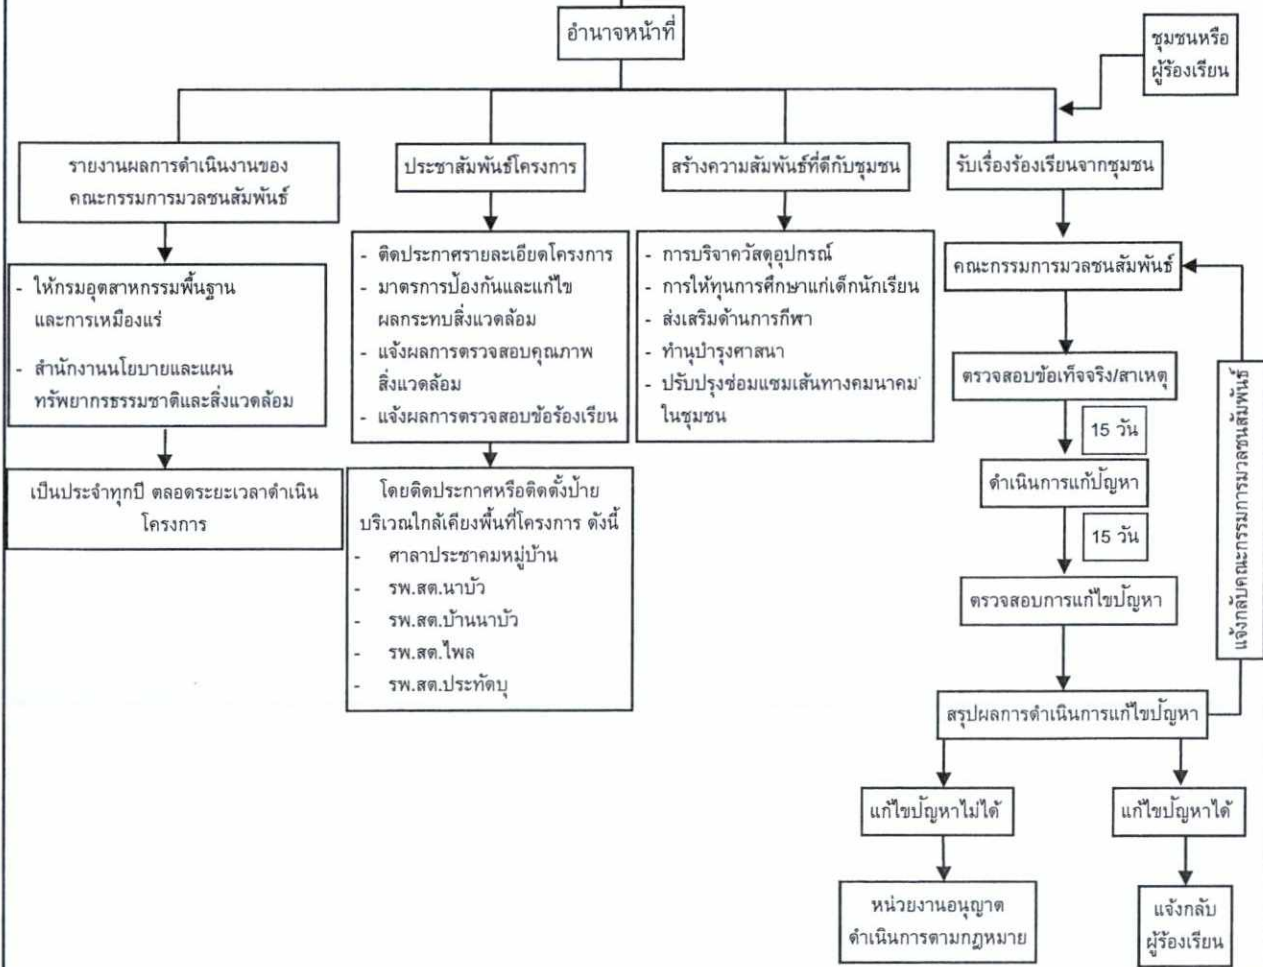 อำนาจหน้าที่
ชุมชนหรือ
ผู้ร้องเรียน
รายงานผลการดำเนินงานของ
คณะกรรมการมวลชนสัมพันธ์
- ให้กรมอุตสาหกรรมพื้นฐาน
และการเหมืองแร่
- สำนักงานนโยบายและแผน
ทรัพยากรธรรมชาติและสิ่งแวดล้อม
เป็นประจำทุกปี ตลอดระยะเวลาดำเนิน
โครงการ
ประชาสัมพันธ์โครงการ
- ติดประกาศรายละเอียดโครงการ
- มาตรการป้องกันและแก้ไข
ผลกระทบสิ่งแวดล้อม
- แจ้งผลการตรวจสอบคุณภาพ
สิ่งแวดล้อม
- แจ้งผลการตรวจสอบข้อร้องเรียน
โดยติดประกาศหรือติดตั้งป้าย
บริเวณใกล้เคียงพื้นที่โครงการ ดังนี้
- ศาลาประชาคมหมู่บ้าน
- รพ.สต.นาบัว
- รพ.สต.บ้านนาบัว
- รพ.สต.ไพล
- รพ.สต.ประทัดบุ
สร้างความสัมพันธ์ที่ดีกับชุมชน
- การบริจาควัสดุอุปกรณ์
- การให้ทุนการศึกษาแก่เด็กนักเรียน
- ส่งเสริมด้านการกีฬา
- ทำนุบำรุงศาสนา
- ปรับปรุงซ่อมแซมเส้นทางคมนาคม
ในชุมชน
รับเรื่องร้องเรียนจากชุมชน
คณะกรรมการมวลชนสัมพันธ์
ตรวจสอบข้อเท็จจริง/สาเหตุ
15 วัน
ดำเนินการแก้ปัญหา
15 วัน
ตรวจสอบการแก้ไขปัญหา
แจ้งกลับคณะกรรมการมวลชนสัมพันธ์
สรุปผลการดำเนินการแก้ไขปัญหา
แก้ไขปัญหาไม่ได้
แก้ไขปัญหาได้
หน่วยงานอนุญาต
ดำเนินการตามกฎหมาย
แจ้งกลับ
ผู้ร้องเรียน